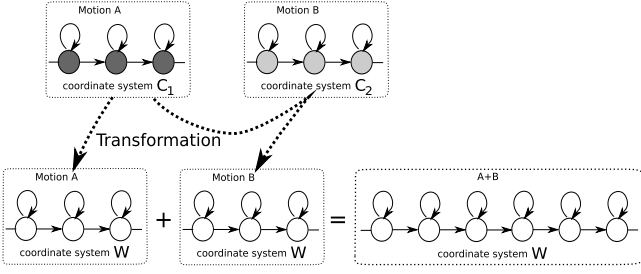 Motion A
Motion B
coordinate system C1
coordinate system C2
Transformation
Motion A
Motion B
A+B
+
=
coordinate system W
coordinate system W
coordinate system W